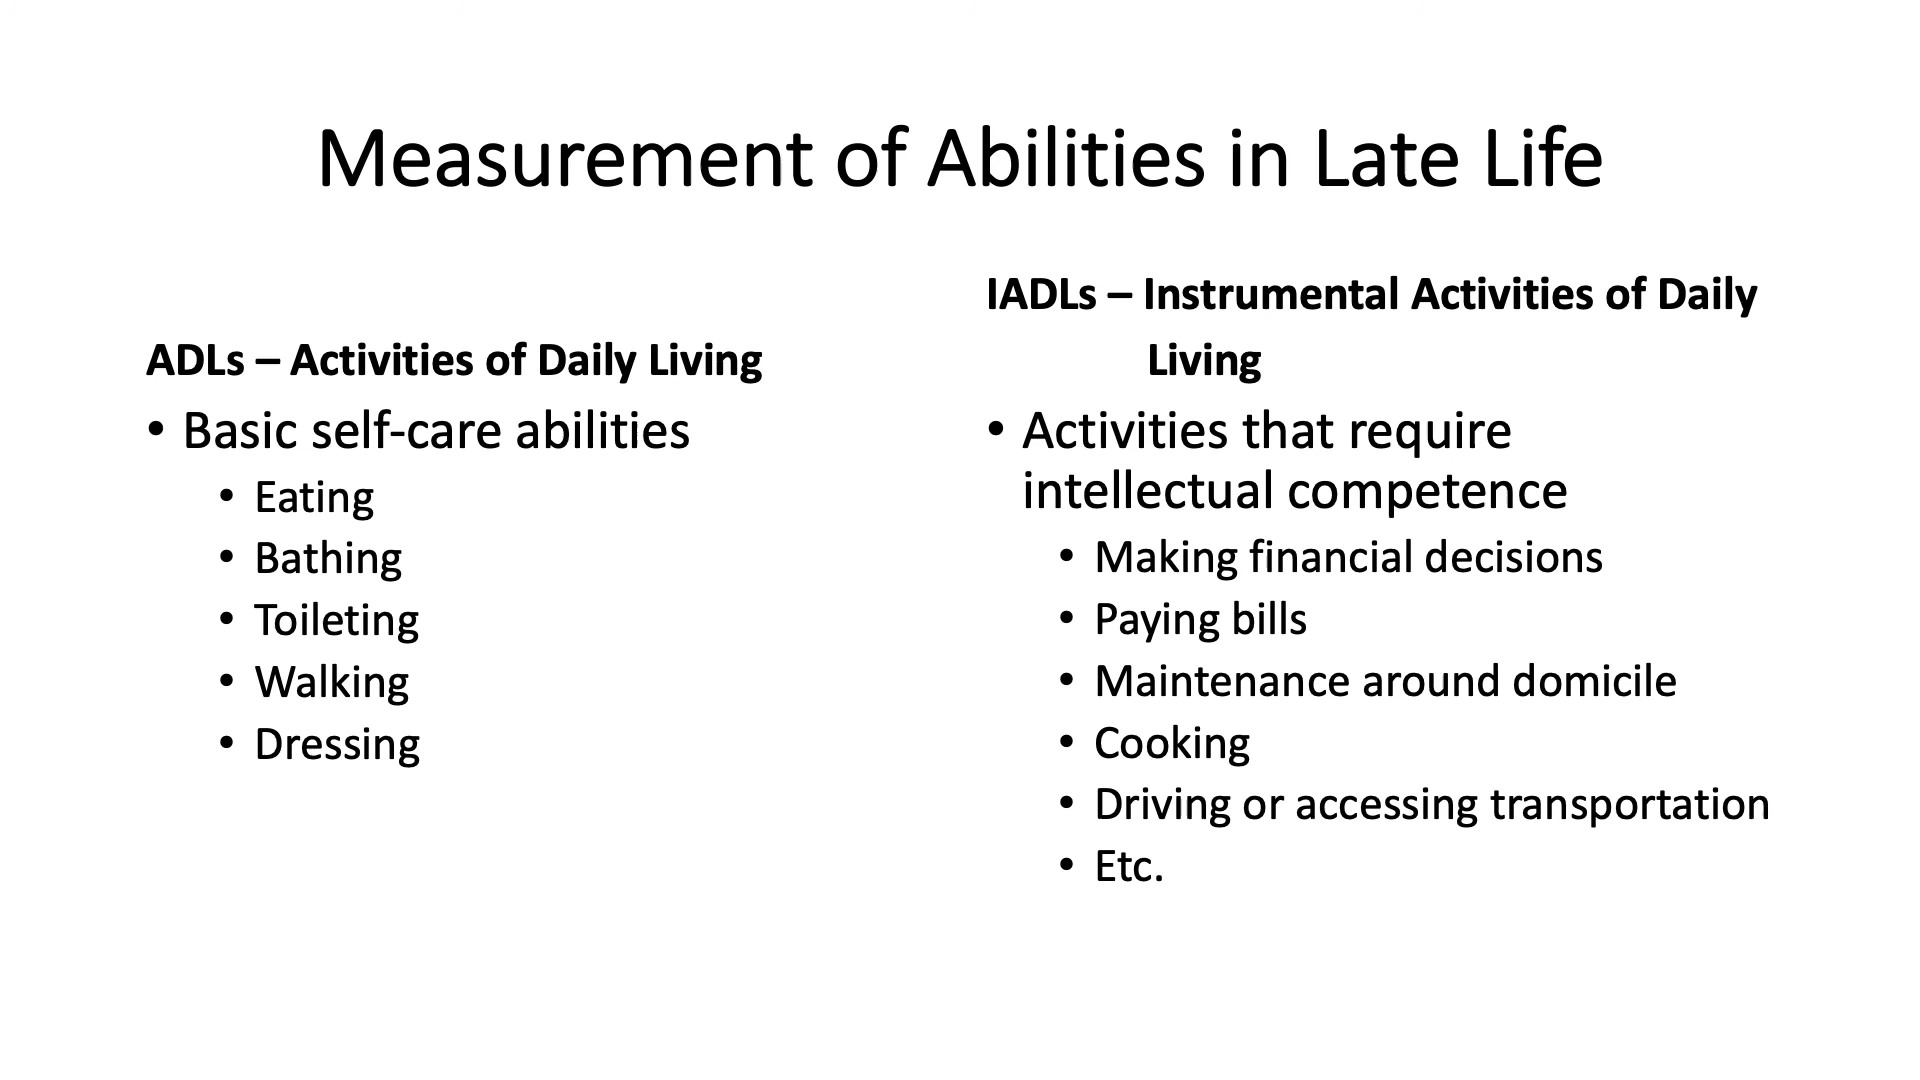 Measurement of Abilities in Late Life
ADLs – Activities of Daily Living
• Basic self-care abilities
• Eating
• Bathing
• Toileting
• Walking
• Dressing
IADLs – Instrumental Activities of Daily
Living
• Activities that require
intellectual competence
• Making financial decisions
• Paying bills
• Maintenance around domicile
• Cooking
• Driving or accessing transportation
• Etc.